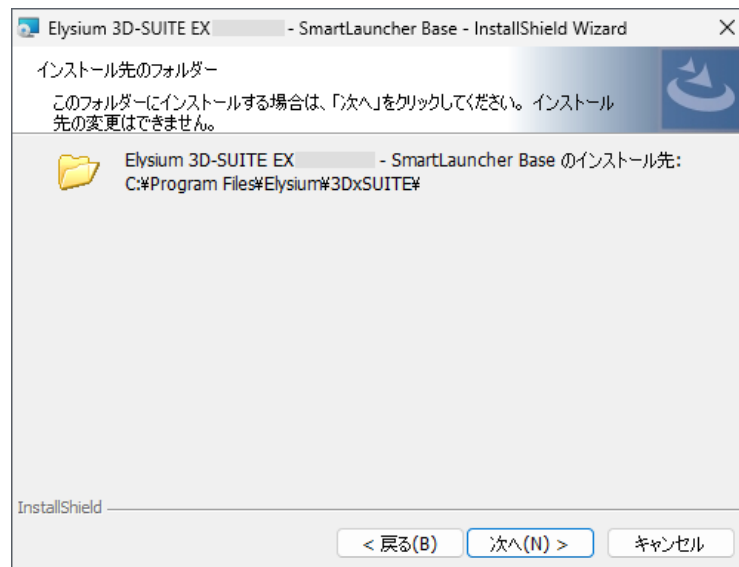 Elysium 3D-SUITE EX - SmartLauncher Base - InstallShield Wizard
インストール先のフォルダー
このフォルダーにインストールする場合は、「次へ」をクリックしてください。インストール
先の変更はできません。
Elysium 3D-SUITE EX - SmartLauncher Base のインストール先:
C:¥Program Files¥Elysium¥3DxSUITE¥
InstallShield
< 戻る(B)
次へ(N) >
キャンセル